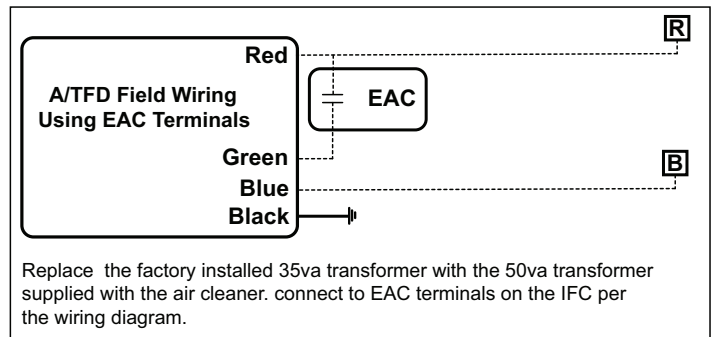 R
Red
A/TFD Field Wiring
Using EAC Terminals
EAC
Green
B
Blue
Black
Replace the factory installed 35va transformer with the 50va transformer
supplied with the air cleaner. connect to EAC terminals on the IFC per
the wiring diagram.